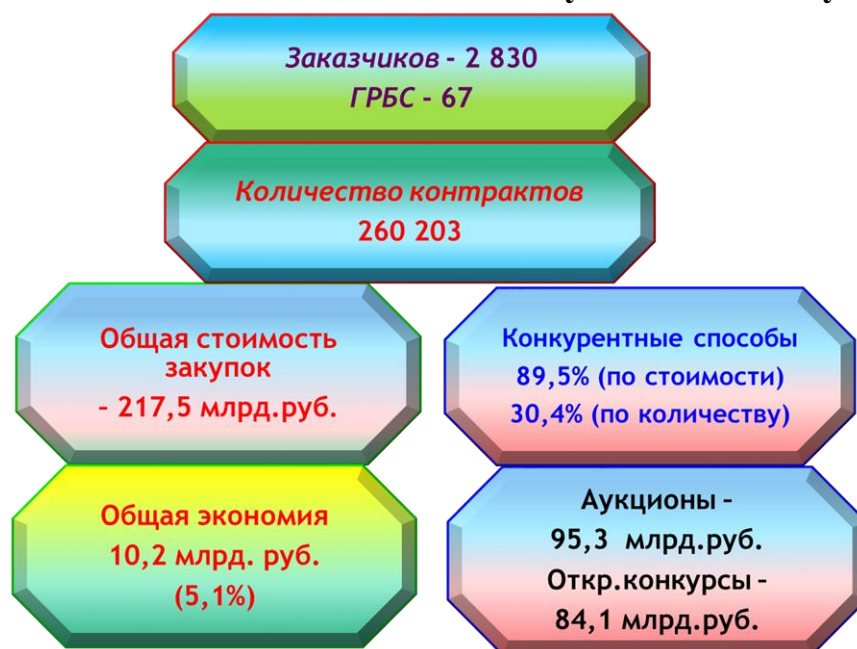 Заказчиков - 2 830
ГРБС - 67
Количество контрактов
260 203
Общая стоимость
закупок
- 217,5 млрд.руб.
Конкурентные способы
89,5% (по стоимости)
30,4% (по количеству)
Общая экономия
10,2 млрд. руб.
(5,1%)
Аукционы –
95,3 млрд.руб.
Откр.конкурсы –
84,1 млрд.руб.